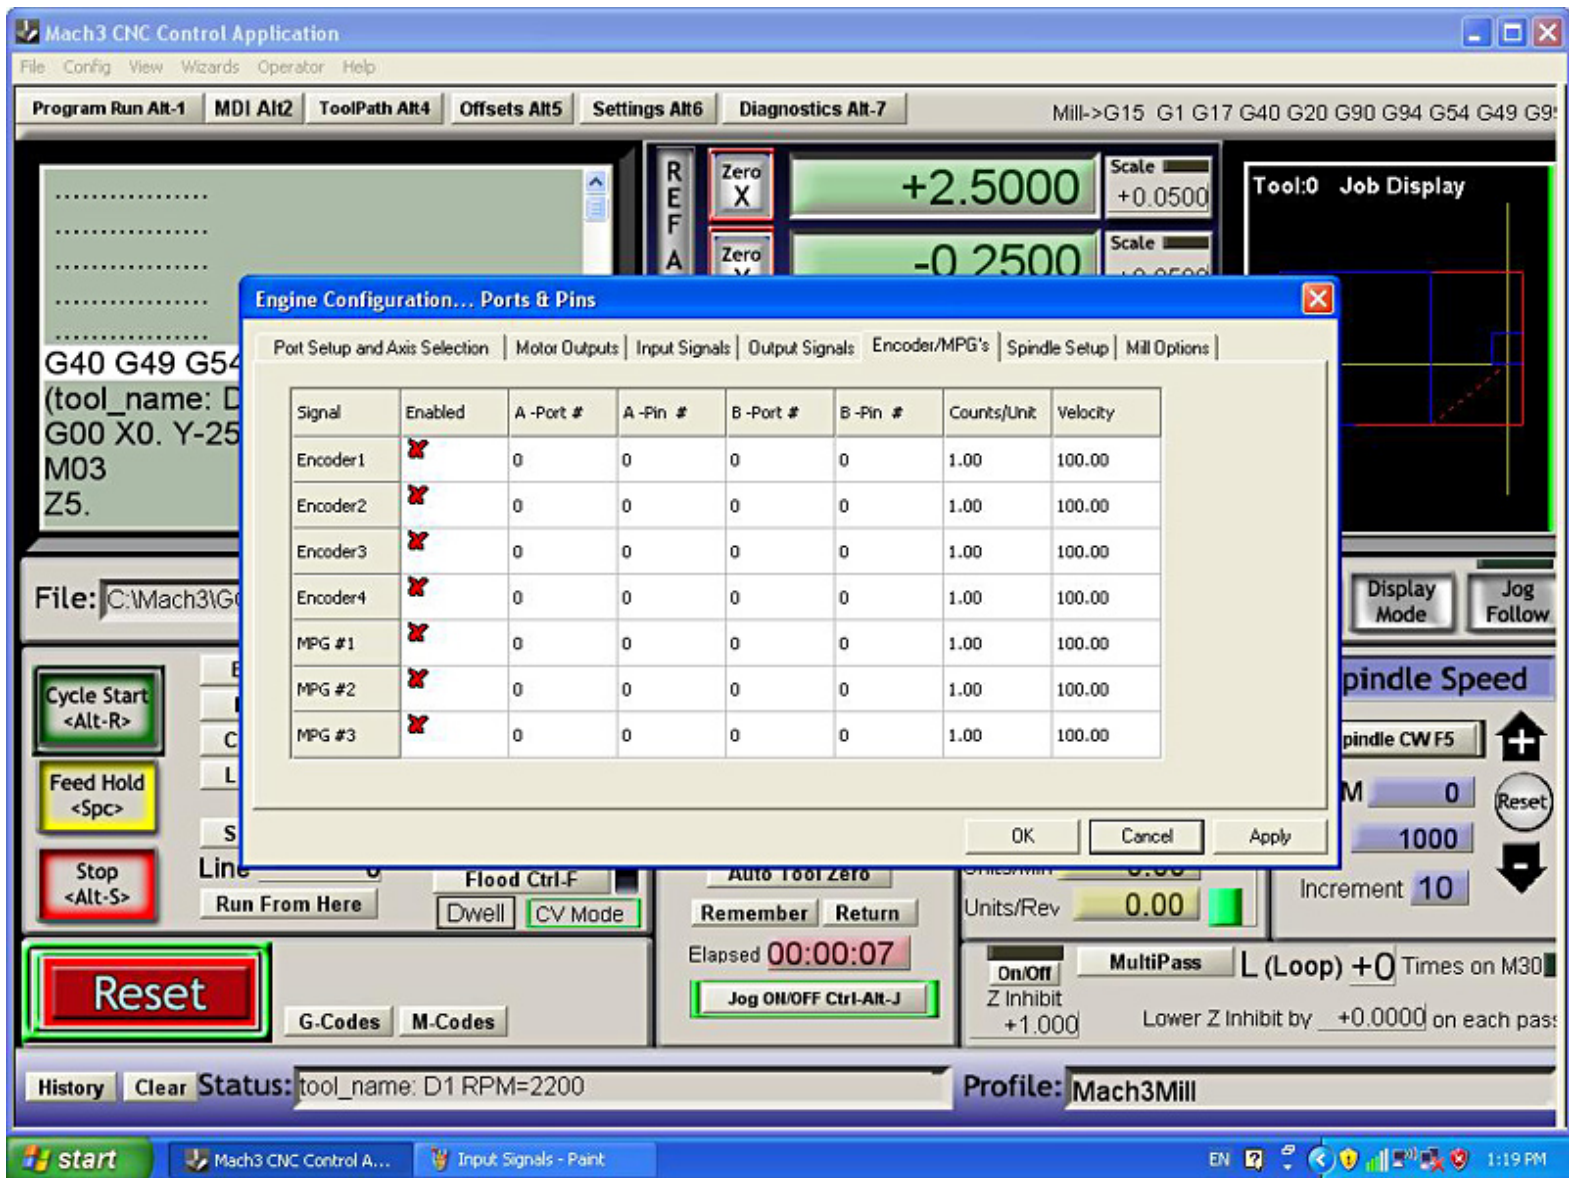 Mach3 CNC Control Application
File Config View Wizards Operator Help
Program Run Alt-1 MDI Alt2 ToolPath Alt4 Offsets Alt5 Settings Alt6 Diagnostics Alt-7 Mill->G15 G1 G17 G40 G20 G90 G94 G54 G49 G9
.................
.................
.................
.................
.................
G40 G49 G54
(tool_name: D
G00 X0. Y-25
M03
Z5.
REF A
Zero X +2.5000 Scale +0.0500
Zero -0.2500 Scale
Tool:0 Job Display
Engine Configuration... Ports & Pins
Port Setup and Axis Selection Motor Outputs Input Signals Output Signals Encoder/MPG's Spindle Setup Mill Options
Signal Enabled A -Port # A -Pin # B -Port # B -Pin # Counts/Unit Velocity
Encoder1 0 0 0 0 1.00 100.00
Encoder2 0 0 0 0 1.00 100.00
Encoder3 0 0 0 0 1.00 100.00
Encoder4 0 0 0 0 1.00 100.00
MPG #1 0 0 0 0 1.00 100.00
MPG #2 0 0 0 0 1.00 100.00
MPG #3 0 0 0 0 1.00 100.00
OK Cancel Apply
File: C:\Mach3\G
Display Mode Jog Follow
Cycle Start
<Alt-R>
Feed Hold
<Spc>
Stop
<Alt-S>
pindle Speed
pindle CW F5
M 0 Reset
1000
Increment 10
Line
Run From Here
Flood Ctrl-F
Dwell CV Mode
Auto Tool Zero
Remember Return
Elapsed 00:00:07
Jog ON/OFF Ctrl-Alt-J
Units/Min 0.00
Units/Rev 0.00
Reset
G-Codes M-Codes
On/Off MultiPass L (Loop) +0 Times on M30
Z Inhibit
+1.000 Lower Z Inhibit by +0.0000 on each pas
History Clear Status: tool_name: D1 RPM=2200 Profile: Mach3Mill
start Mach3 CNC Control A... Input Signals - Paint EN 1:19 PM